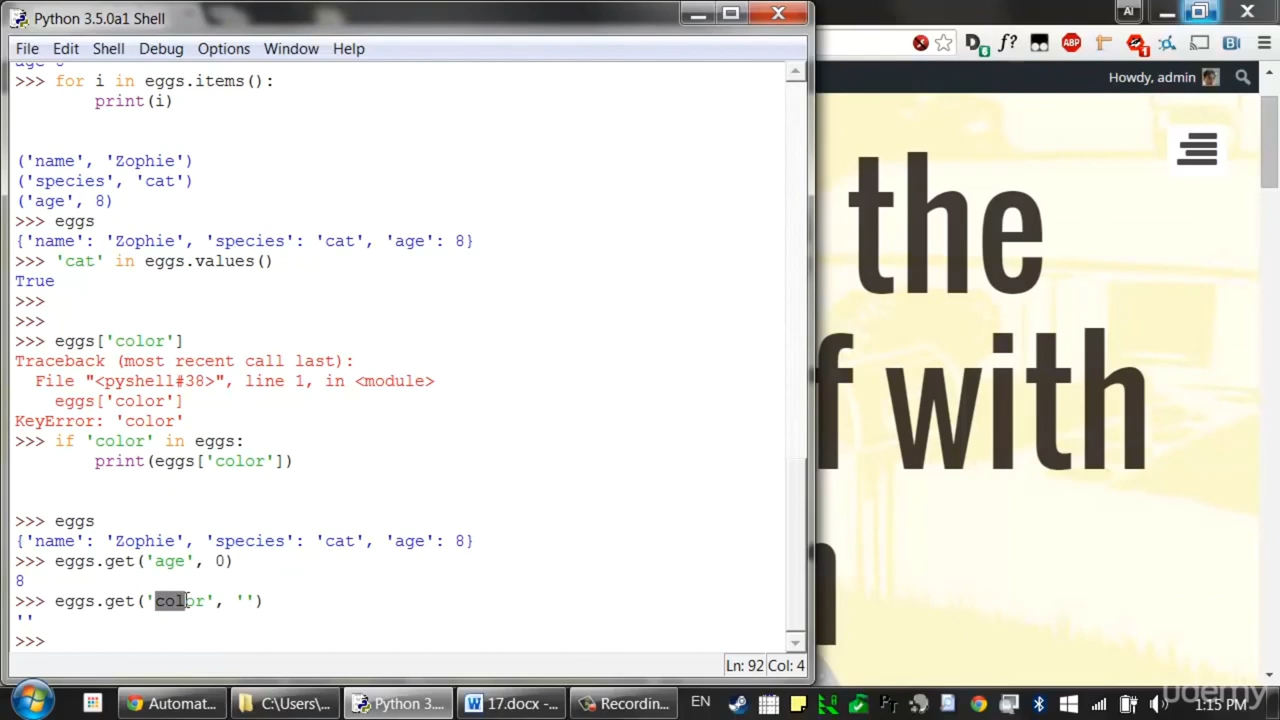 Python 3.5.0a1 Shell
File Edit Shell Debug Options Window Help
>>> for i in eggs.items():
print(i)
('name', 'Zophie')
('species', 'cat')
('age', 8)
>>> eggs
{'name': 'Zophie', 'species': 'cat', 'age': 8}
>>> 'cat' in eggs.values()
True
>>>
>>>
>>> eggs['color']
Traceback (most recent call last):
File "<pyshell#38>", line 1, in <module>
eggs['color']
KeyError: 'color'
>>> if 'color' in eggs:
print(eggs['color'])
>>> eggs
{'name': 'Zophie', 'species': 'cat', 'age': 8}
>>> eggs.get('age', 0)
8
>>> eggs.get('color', '')
''
>>>
Ln: 92 Col: 4
Ai
D 6 f? ABP 1
Howdy, admin
the
f with
Automat...
C:\Users\...
Python 3....
17.docx -...
Recordin...
EN
1:15 PM
udemy